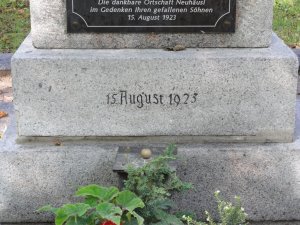 Die dankbare Ortschaft Neuhäusl
im Gedenken Ihren gefallenen Söhnen
15. August 1923
15. August 1923